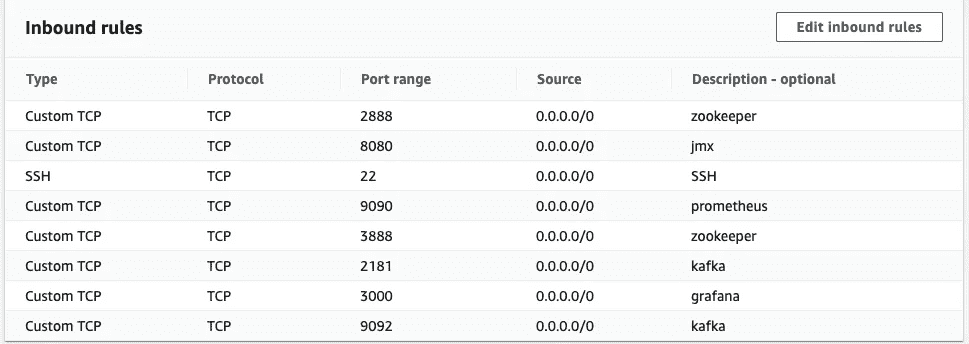 Inbound rules
Edit inbound rules
Type Protocol Port range Source Description - optional
Custom TCP TCP 2888 0.0.0.0/0 zookeeper
Custom TCP TCP 8080 0.0.0.0/0 jmx
SSH TCP 22 0.0.0.0/0 SSH
Custom TCP TCP 9090 0.0.0.0/0 prometheus
Custom TCP TCP 3888 0.0.0.0/0 zookeeper
Custom TCP TCP 2181 0.0.0.0/0 kafka
Custom TCP TCP 3000 0.0.0.0/0 grafana
Custom TCP TCP 9092 0.0.0.0/0 kafka